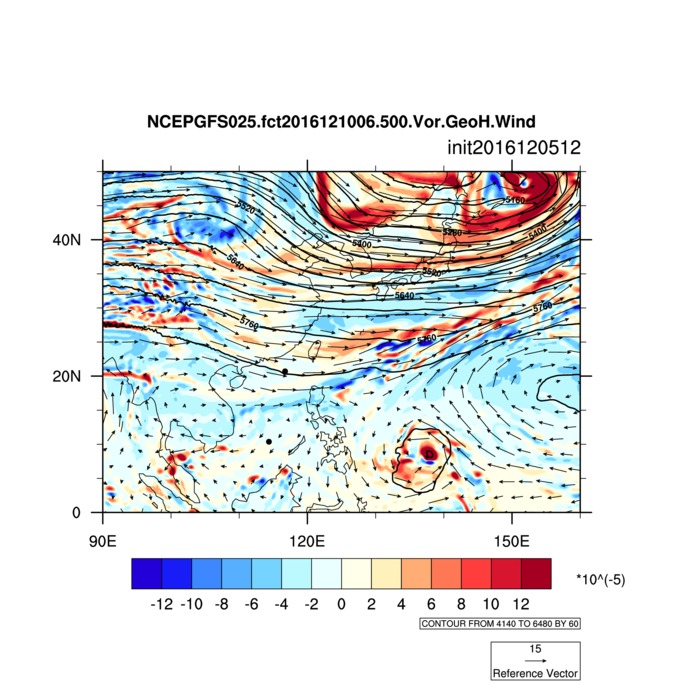 NCEPGFS025.fct2016121006.500.Vor.GeoH.Wind
init2016120512
5160
5520
5280
5400
40N
5400
5640
5520
5640
5760
5760
5760
20N
0
90E 120E 150E
-12 -10 -8 -6 -4 -2 0 2 4 6 8 10 12
*10^(-5)
CONTOUR FROM 4140 TO 6480 BY 60
15
Reference Vector